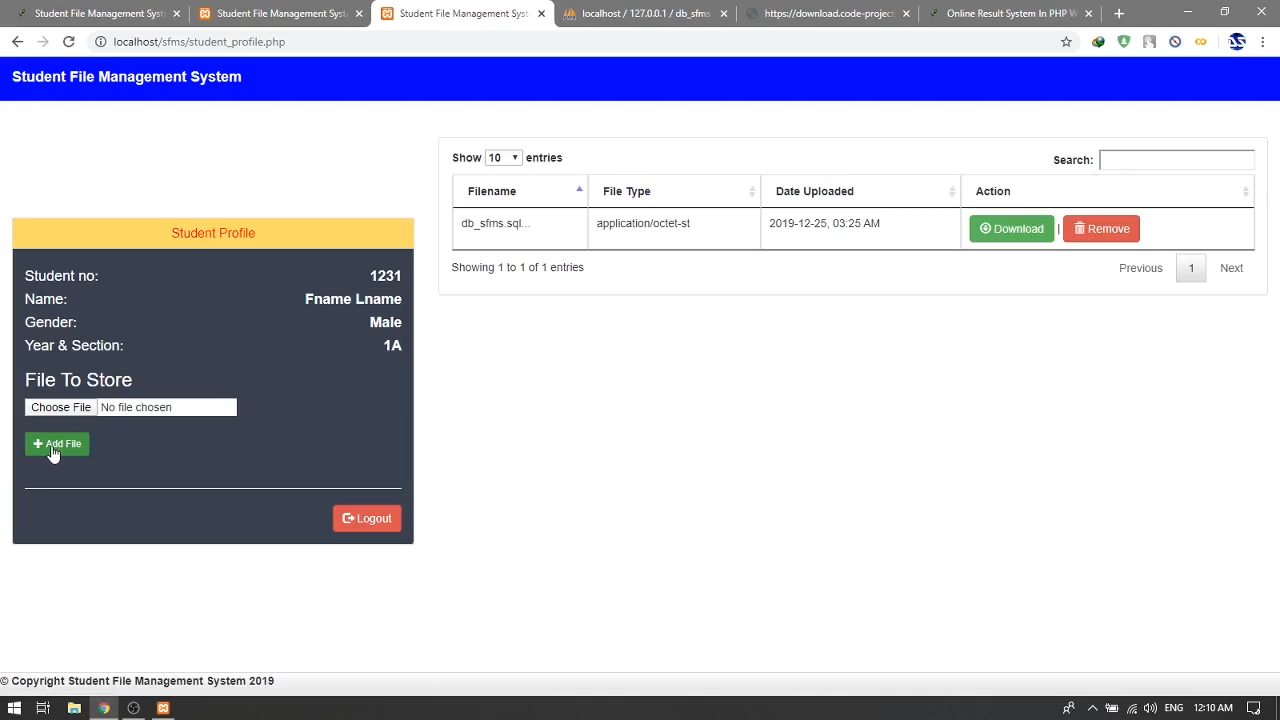 Student File Management Syst
Student File Management Syst
Student File Management Syst
localhost / 127.0.0.1 / db_sfms
https://download.code-project
Online Result System In PHP W
localhost/sfms/student_profile.php
Student File Management System
Show 10 entries
Search:
Filename File Type Date Uploaded Action
db_sfms.sql... application/octet-st 2019-12-25, 03:25 AM Download | Remove
Showing 1 to 1 of 1 entries
Previous 1 Next
Student Profile
Student no: 1231
Name: Fname Lname
Gender: Male
Year & Section: 1A
File To Store
Choose File No file chosen
Add File
Logout
© Copyright Student File Management System 2019
ENG 12:10 AM